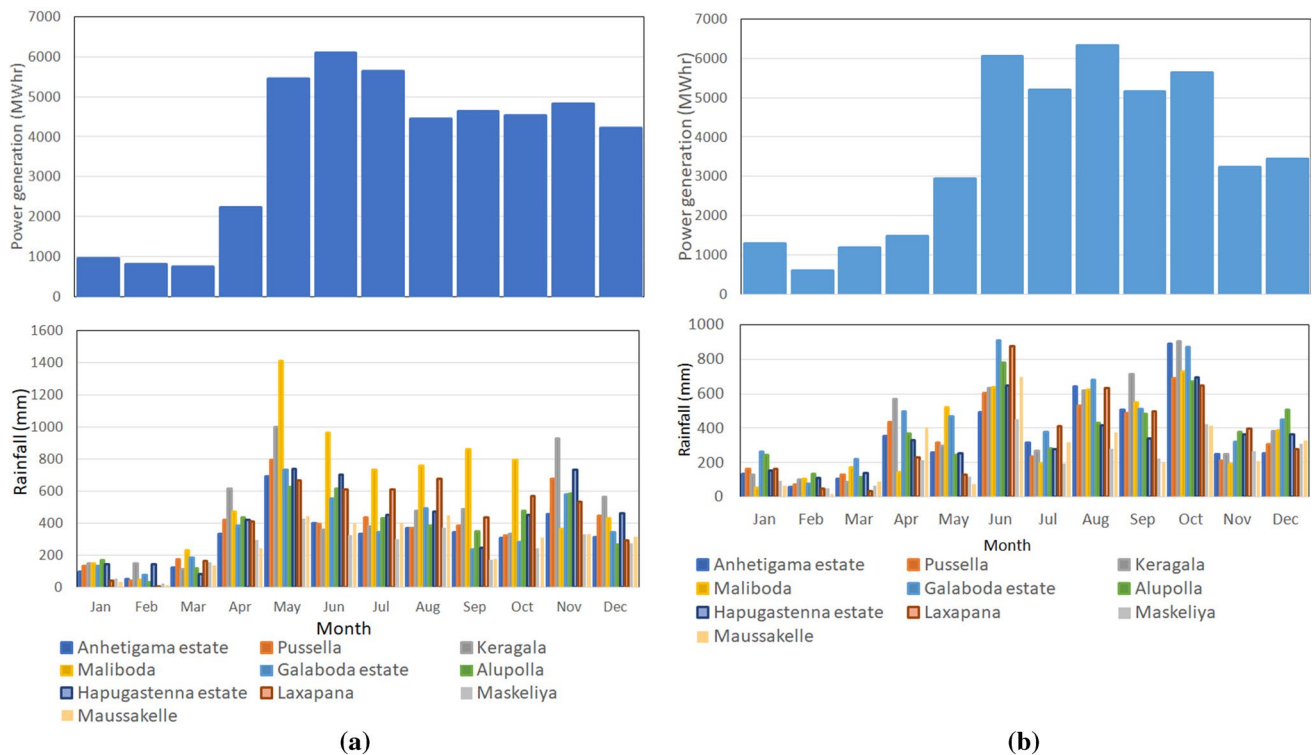 7000
6000
5000
4000
3000
2000
1000
0
Power generation (MWhr)
1600
1400
1200
1000
800
600
400
200
0
Rainfall (mm)
Jan Feb Mar Apr May Jun Jul Aug Sep Oct Nov Dec
Month
Anhetigama estate Pussella Keragala
Maliboda Galaboda estate Alupolla
Hapugastenna estate Laxapana Maskeliya
Maussakelle
(a)
7000
6000
5000
4000
3000
2000
1000
0
Power generation (MWhr)
1000
800
600
400
200
0
Rainfall (mm)
Jan Feb Mar Apr May Jun Jul Aug Sep Oct Nov Dec
Month
Anhetigama estate Pussella Keragala
Maliboda Galaboda estate Alupolla
Hapugastenna estate Laxapana Maskeliya
Maussakelle
(b)